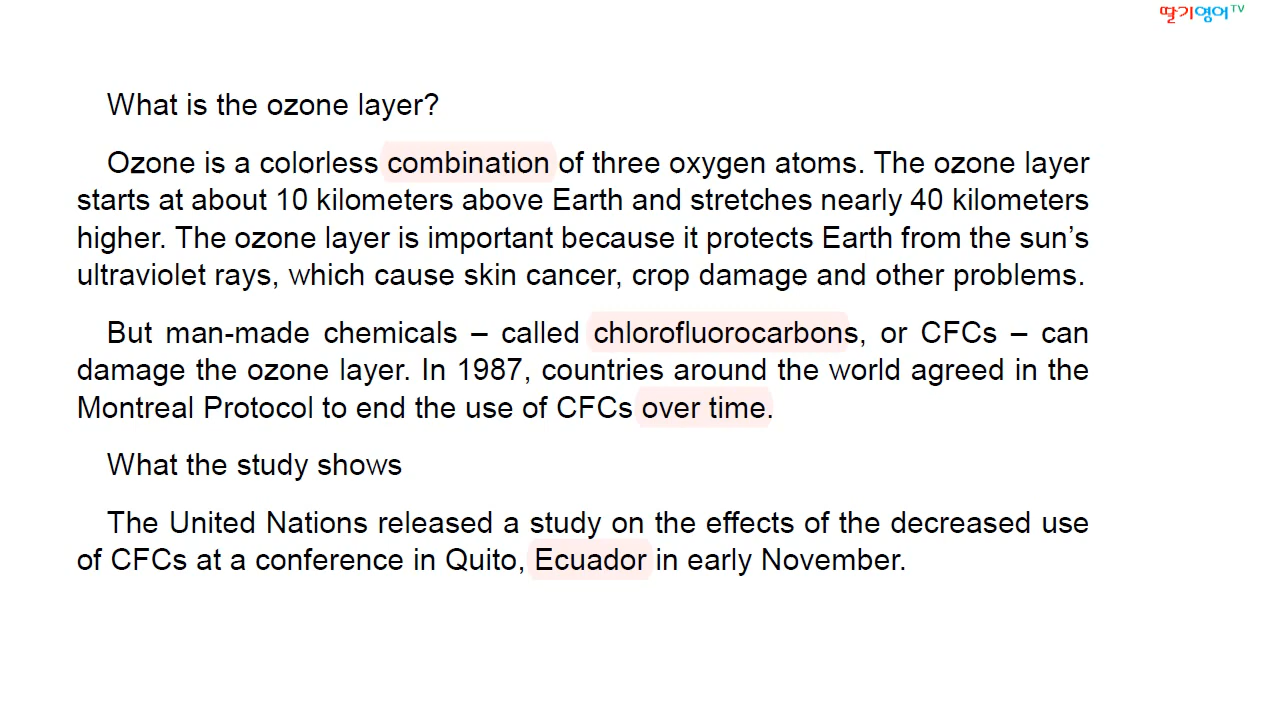 딸기영어TV
What is the ozone layer?
Ozone is a colorless combination of three oxygen atoms. The ozone layer
starts at about 10 kilometers above Earth and stretches nearly 40 kilometers
higher. The ozone layer is important because it protects Earth from the sun’s
ultraviolet rays, which cause skin cancer, crop damage and other problems.
But man-made chemicals – called chlorofluorocarbons, or CFCs – can
damage the ozone layer. In 1987, countries around the world agreed in the
Montreal Protocol to end the use of CFCs over time.
What the study shows
The United Nations released a study on the effects of the decreased use
of CFCs at a conference in Quito, Ecuador in early November.